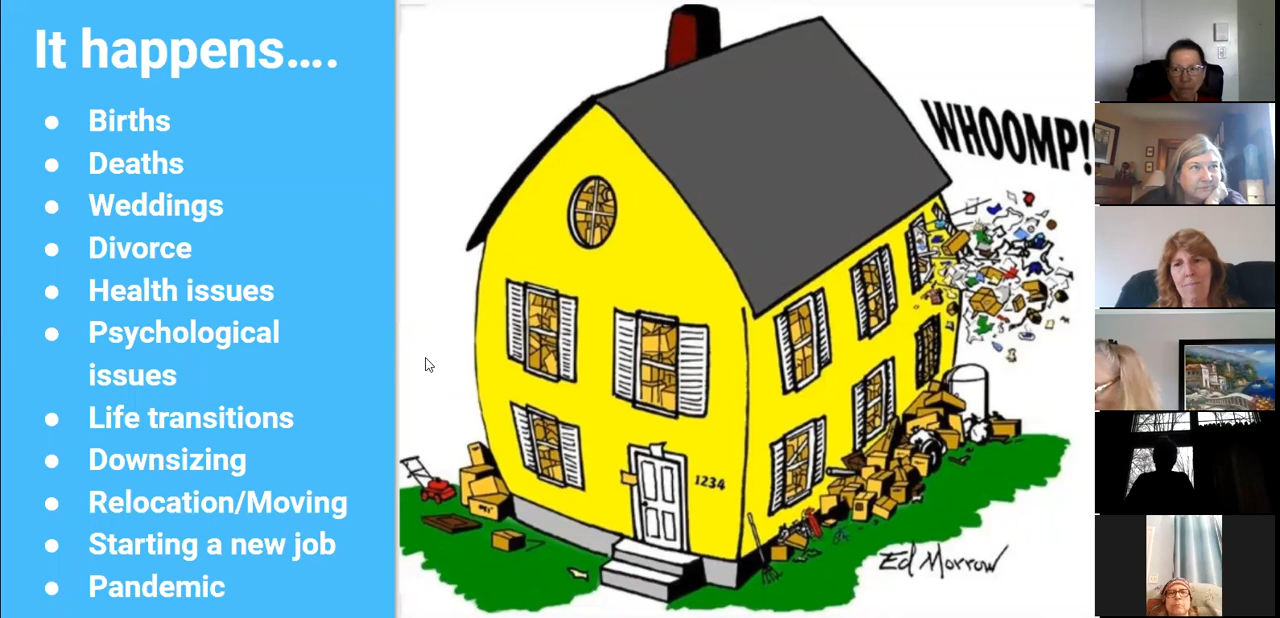 It happens....
● Births
● Deaths
● Weddings
● Divorce
● Health issues
● Psychological
issues
● Life transitions
● Downsizing
● Relocation/Moving
● Starting a new job
● Pandemic
WHOOMP!
1234
Ed Morrow